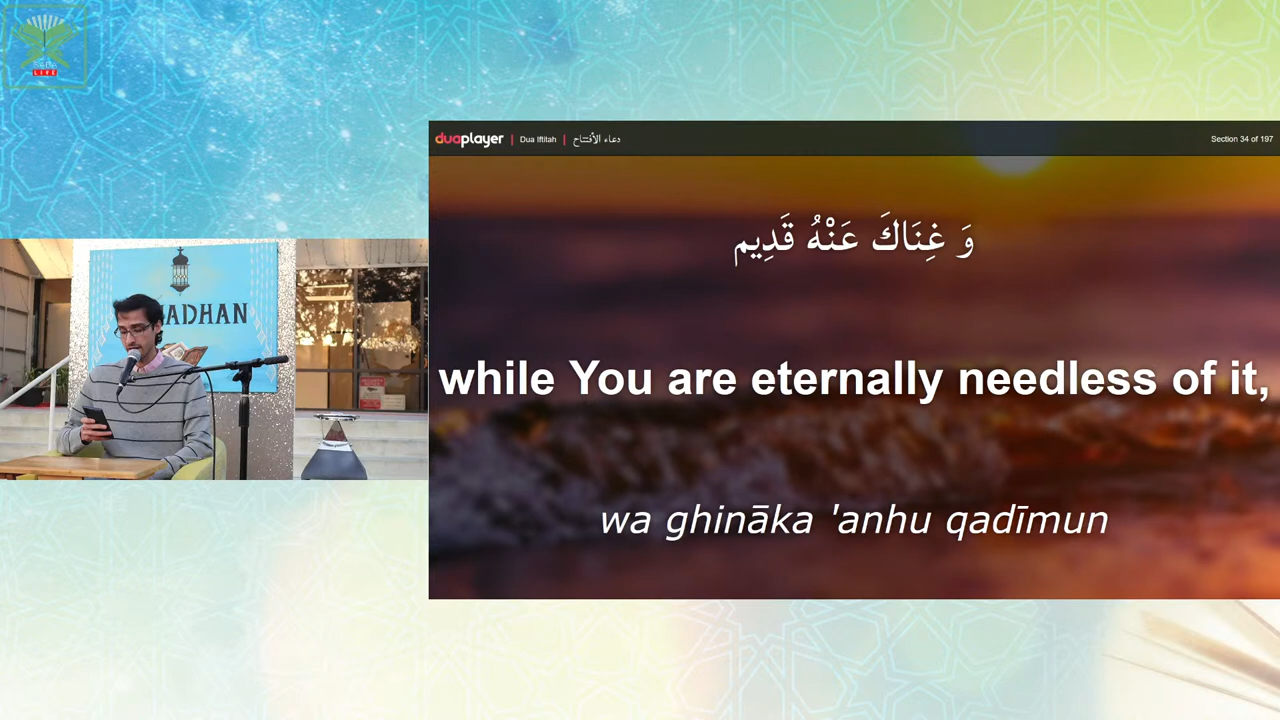 LIVE
duaplayer | Dua Iftitah | دعاء الأفتتاح
Section 34 of 197
وَ غِنَاكَ عَنْهُ قَدِيم
while You are eternally needless of it,
wa ghināka 'anhu qadīmun
ADHAN